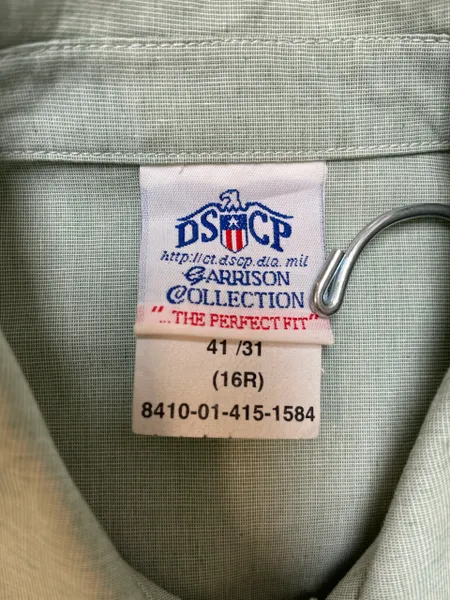 DSCP
http://ct.dscp.dla.mil
GARRISON
COLLECTION
"...THE PERFECT FIT"
41 /31
(16R)
8410-01-415-1584